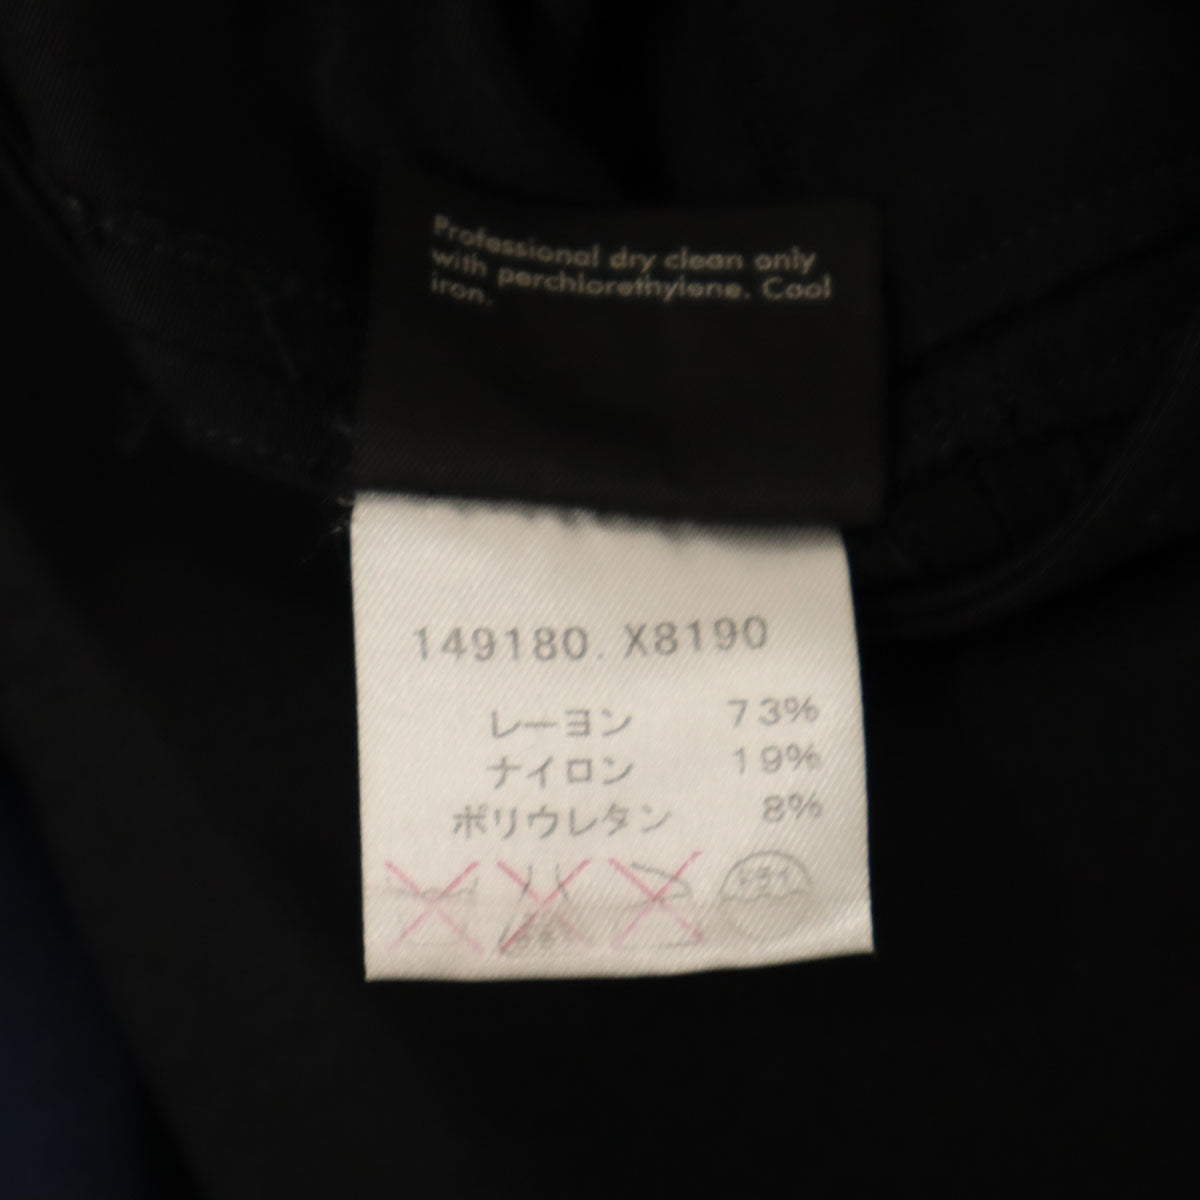 Professional dry clean only
with perchlorethylene. Cool
iron.
149180. X8190
レーヨン 73%
ナイロン 19%
ポリウレタン 8%
ドライ